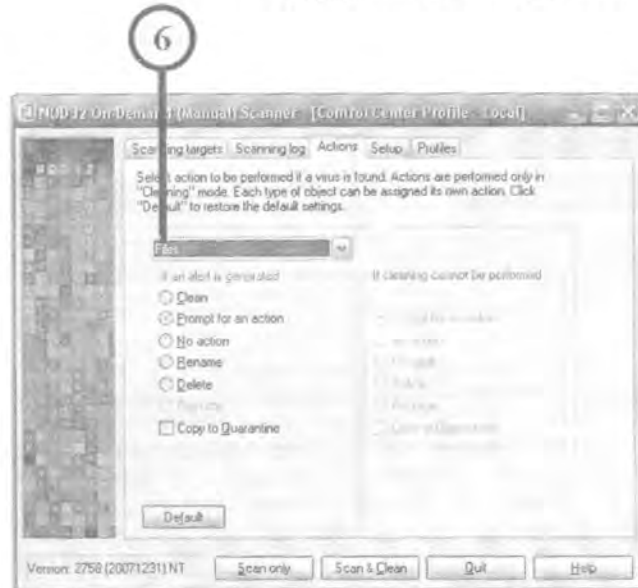 6
NOD32 On-Demand (Manual) Scanner - [Control Center Profile - Local]
Scanning targets Scanning log Actions Setup Profiles
Select action to be performed if a virus is found. Actions are performed only in
"Cleaning" mode. Each type of object can be assigned its own action. Click
"Default" to restore the default settings.
Files
If an alert is generated If cleaning cannot be performed
Clean
Prompt for an action
No action
Rename
Delete
Copy to Quarantine
Default
Version: 2758 (20071231) NT Scan only Scan & Clean Quit Help